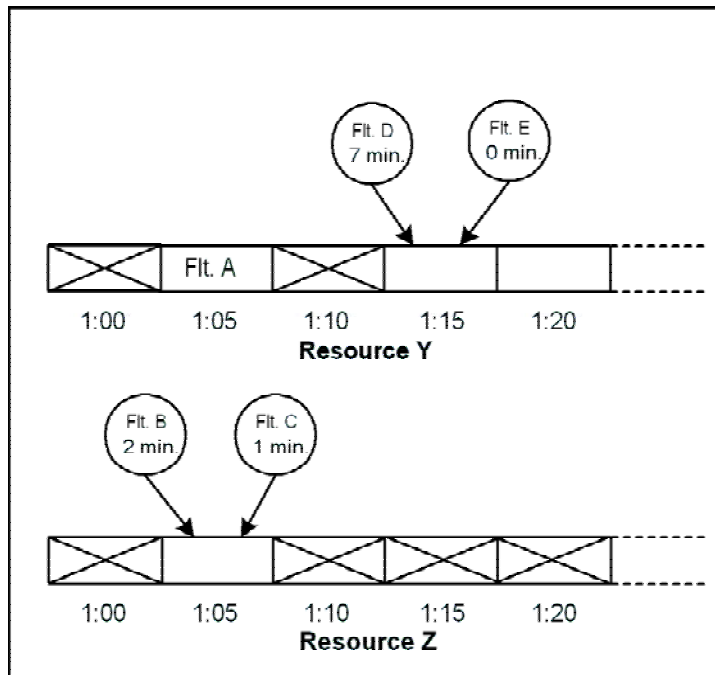 Flt. D
7 min.
Flt. E
0 min.
Flt. A
1:00 1:05 1:10 1:15 1:20
Resource Y
Flt. B
2 min.
Flt. C
1 min.
1:00 1:05 1:10 1:15 1:20
Resource Z